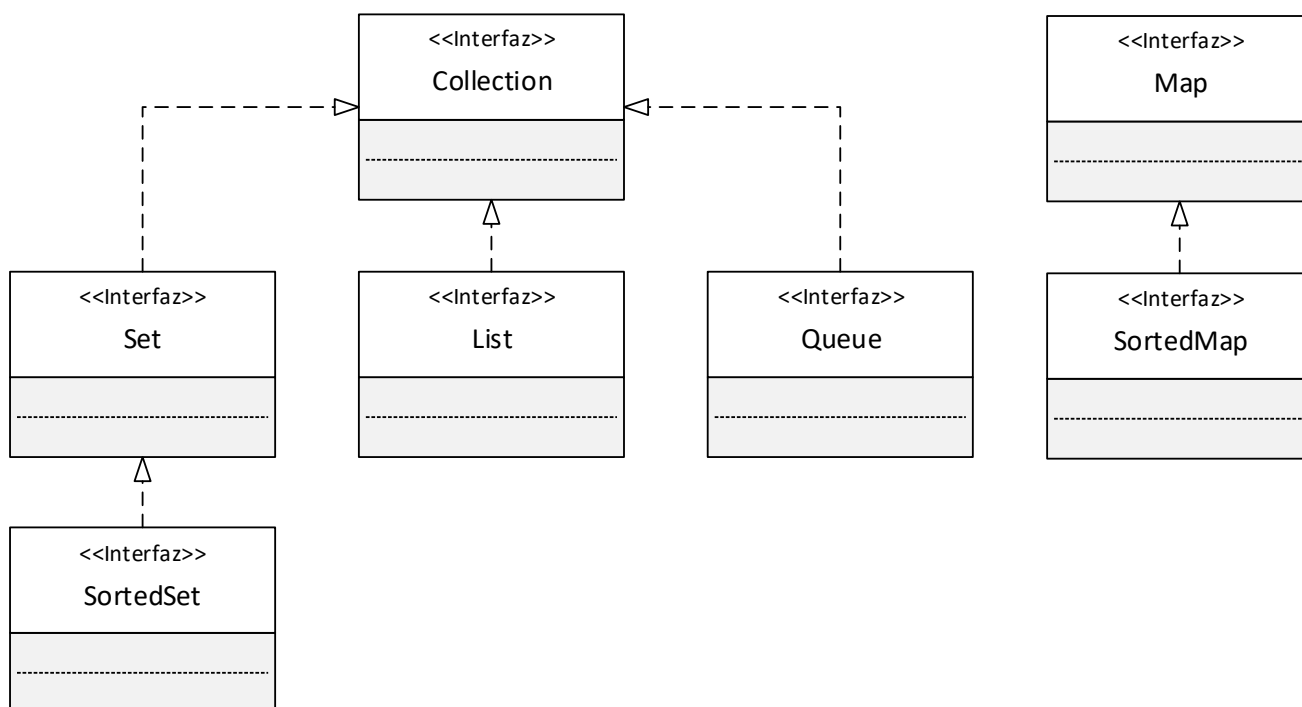 <<Interfaz>>
Collection
<<Interfaz>>
Map
<<Interfaz>>
Set
<<Interfaz>>
List
<<Interfaz>>
Queue
<<Interfaz>>
SortedMap
<<Interfaz>>
SortedSet